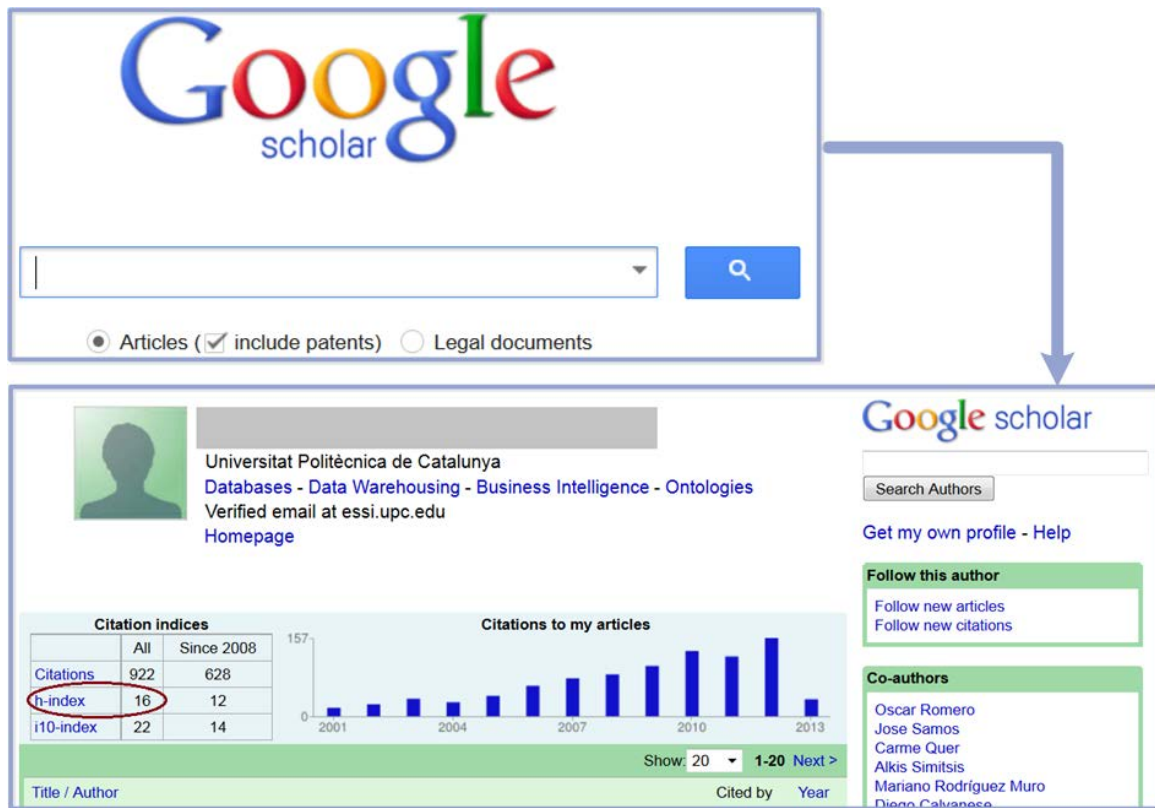 Google
scholar
Articles (include patents) Legal documents
Universitat Politècnica de Catalunya
Databases - Data Warehousing - Business Intelligence - Ontologies
Verified email at essi.upc.edu
Homepage
Google scholar
Search Authors
Get my own profile - Help
Follow this author
Follow new articles
Follow new citations
Citation indices
All Since 2008
Citations 922 628
h-index 16 12
i10-index 22 14
Citations to my articles
157
0
2001 2004 2007 2010 2013
Co-authors
Oscar Romero
Jose Samos
Carme Quer
Alkis Simitsis
Mariano Rodríguez Muro
Diego Calvanese
Show: 20 1-20 Next >
Title / Author Cited by Year